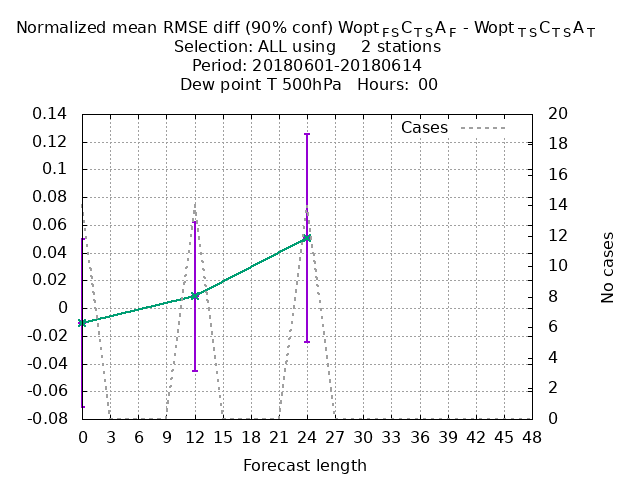 Normalized mean RMSE diff (90% conf) Wopt FS C TS A F - Wopt TS C TS A T
Selection: ALL using 2 stations
Period: 20180601-20180614
Dew point T 500hPa Hours: 00
Cases
0.14
0.12
0.1
0.08
0.06
0.04
0.02
0
-0.02
-0.04
-0.06
-0.08
20
18
16
14
12
10
8
6
4
2
0
No cases
0 3 6 9 12 15 18 21 24 27 30 33 36 39 42 45 48
Forecast length